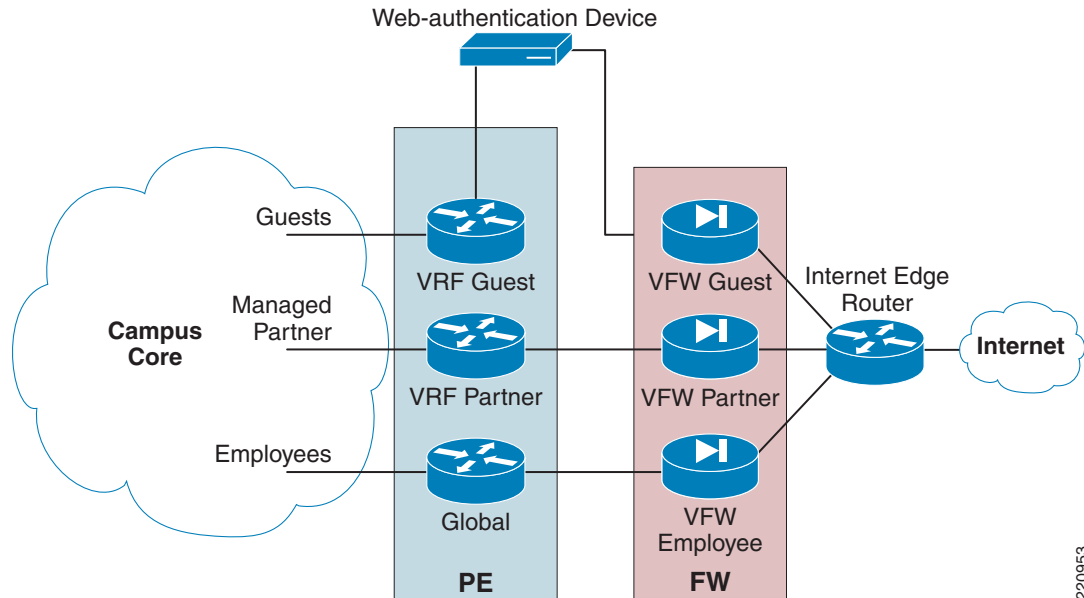 Web-authentication Device
Guests
VRF Guest
VFW Guest
Internet Edge
Router
Managed
Partner
Campus
Core
VRF Partner
VFW Partner
Internet
Employees
Global
VFW
Employee
PE
FW
220953